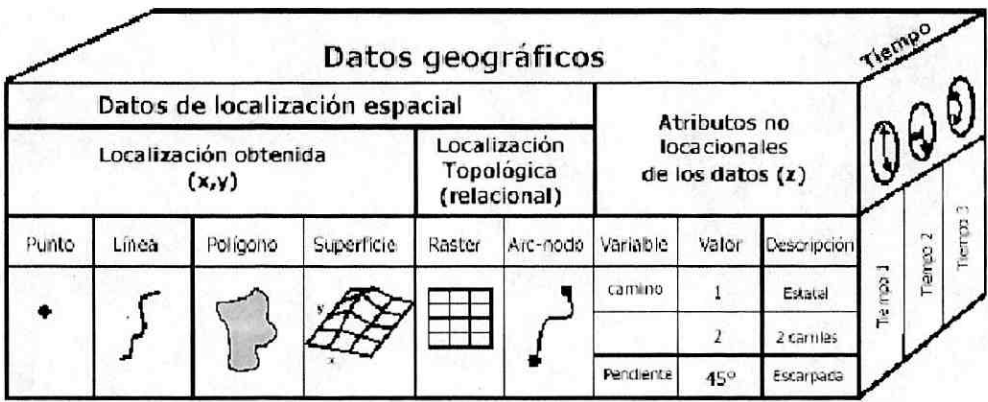 Datos geográficos
Tiempo
Datos de localización espacial
Atributos no
locacionales
de los datos (z)
Localización obtenida
(x,y)
Localización
Topológica
(relacional)
Punto
Línea
Polígono
Superficie
Raster
Arc-nodo
Variable
Valor
Descripción
y
x
camino
1
Estatal
2
2 carriles
Pendiente
45º
Escarpada
Tiempo 1
Tiempo 2
Tiempo 3